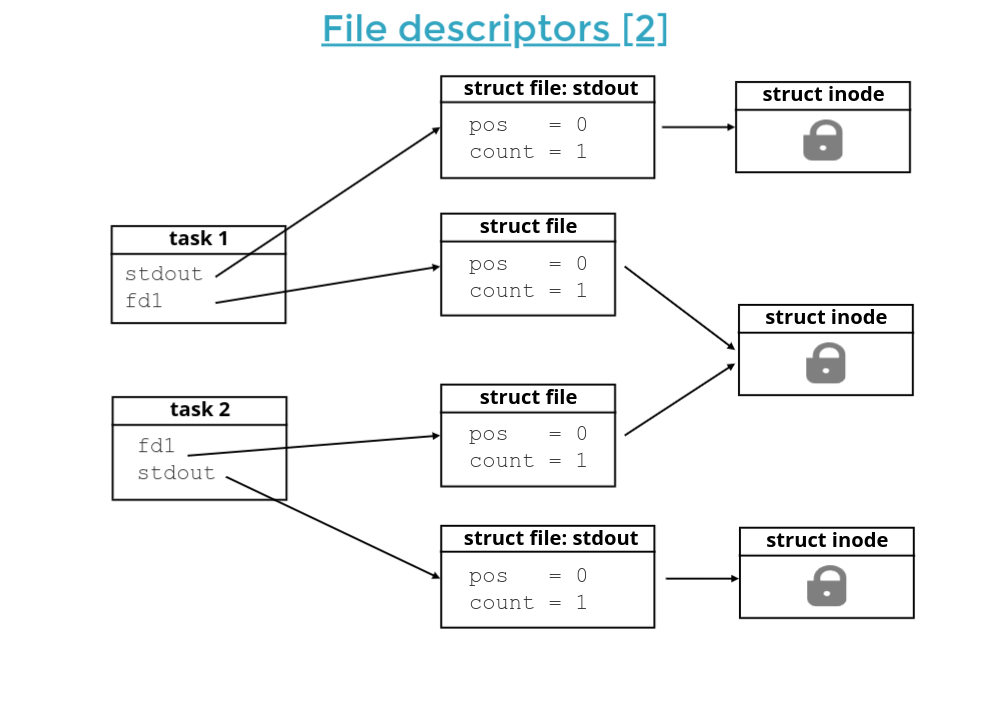 File descriptors [2]
struct file: stdout
pos = 0
count = 1
struct inode
task 1
stdout
fd1
struct file
pos = 0
count = 1
struct inode
task 2
fd1
stdout
struct file
pos = 0
count = 1
struct file: stdout
pos = 0
count = 1
struct inode